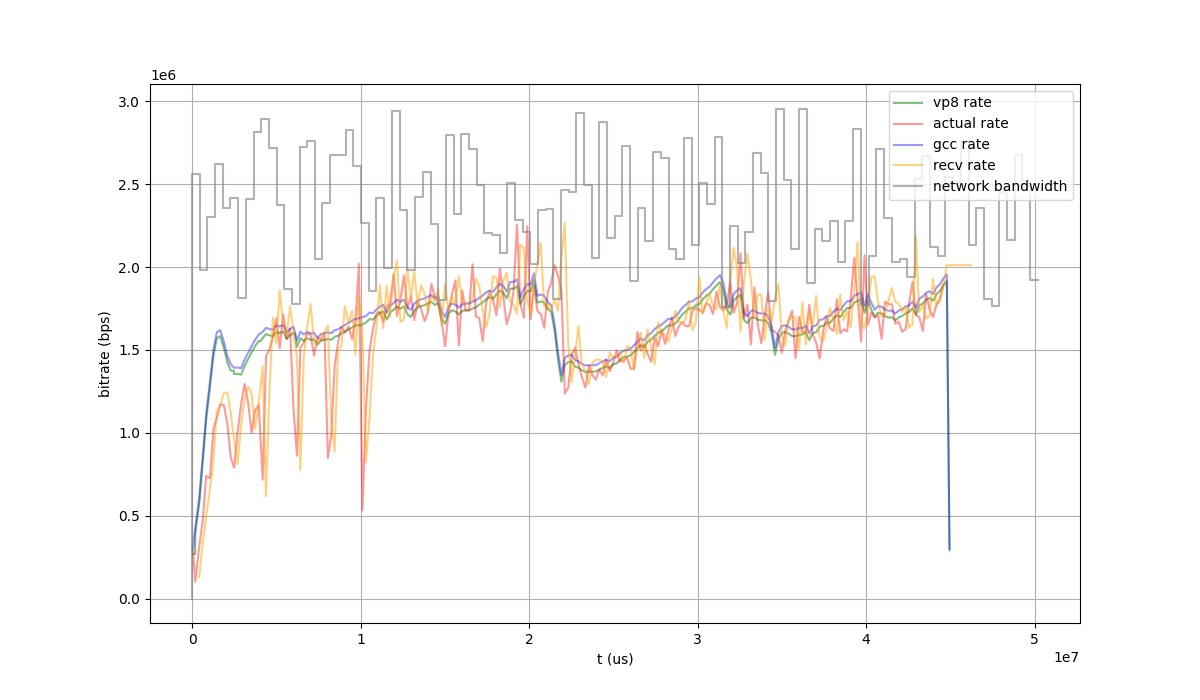 1e6
3.0
2.5
2.0
1.5
1.0
0.5
0.0
bitrate (bps)
vp8 rate
actual rate
gcc rate
recv rate
network bandwidth
0
1
2
3
4
5
t (us)
1e7